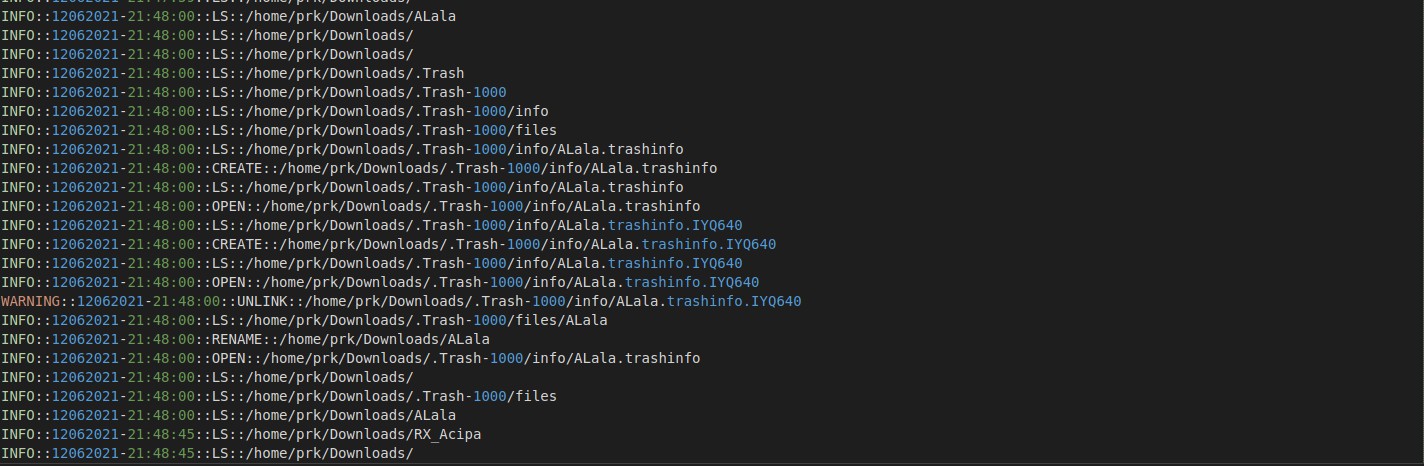 INFO::12062021-21:48:00::LS::/home/prk/Downloads/ALala
INFO::12062021-21:48:00::LS::/home/prk/Downloads/
INFO::12062021-21:48:00::LS::/home/prk/Downloads/
INFO::12062021-21:48:00::LS::/home/prk/Downloads/.Trash
INFO::12062021-21:48:00::LS::/home/prk/Downloads/.Trash-1000
INFO::12062021-21:48:00::LS::/home/prk/Downloads/.Trash-1000/info
INFO::12062021-21:48:00::LS::/home/prk/Downloads/.Trash-1000/files
INFO::12062021-21:48:00::LS::/home/prk/Downloads/.Trash-1000/info/ALala.trashinfo
INFO::12062021-21:48:00::CREATE::/home/prk/Downloads/.Trash-1000/info/ALala.trashinfo
INFO::12062021-21:48:00::LS::/home/prk/Downloads/.Trash-1000/info/ALala.trashinfo
INFO::12062021-21:48:00::OPEN::/home/prk/Downloads/.Trash-1000/info/ALala.trashinfo
INFO::12062021-21:48:00::LS::/home/prk/Downloads/.Trash-1000/info/ALala.trashinfo.IYQ640
INFO::12062021-21:48:00::CREATE::/home/prk/Downloads/.Trash-1000/info/ALala.trashinfo.IYQ640
INFO::12062021-21:48:00::LS::/home/prk/Downloads/.Trash-1000/info/ALala.trashinfo.IYQ640
INFO::12062021-21:48:00::OPEN::/home/prk/Downloads/.Trash-1000/info/ALala.trashinfo.IYQ640
WARNING::12062021-21:48:00::UNLINK::/home/prk/Downloads/.Trash-1000/info/ALala.trashinfo.IYQ640
INFO::12062021-21:48:00::LS::/home/prk/Downloads/.Trash-1000/files/ALala
INFO::12062021-21:48:00::RENAME::/home/prk/Downloads/ALala
INFO::12062021-21:48:00::OPEN::/home/prk/Downloads/.Trash-1000/info/ALala.trashinfo
INFO::12062021-21:48:00::LS::/home/prk/Downloads/
INFO::12062021-21:48:00::LS::/home/prk/Downloads/.Trash-1000/files
INFO::12062021-21:48:00::LS::/home/prk/Downloads/ALala
INFO::12062021-21:48:45::LS::/home/prk/Downloads/RX_Acipa
INFO::12062021-21:48:45::LS::/home/prk/Downloads/